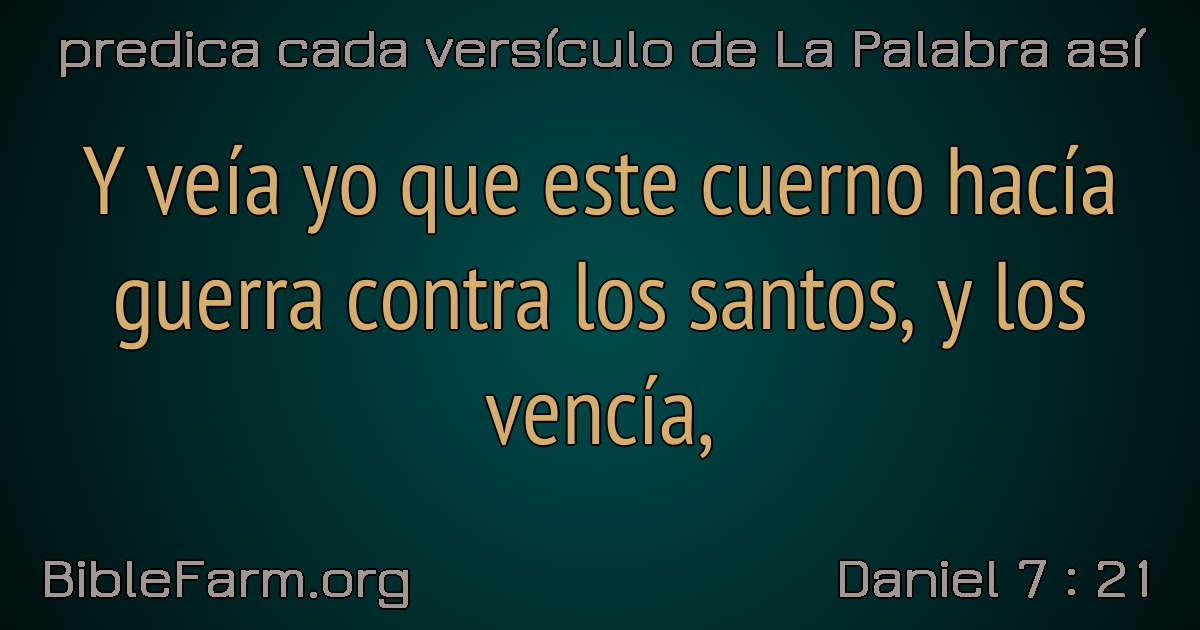 predica cada versículo de La Palabra así
Y veía yo que este cuerno hacía
guerra contra los santos, y los
vencía,
BibleFarm.org
Daniel 7 : 21